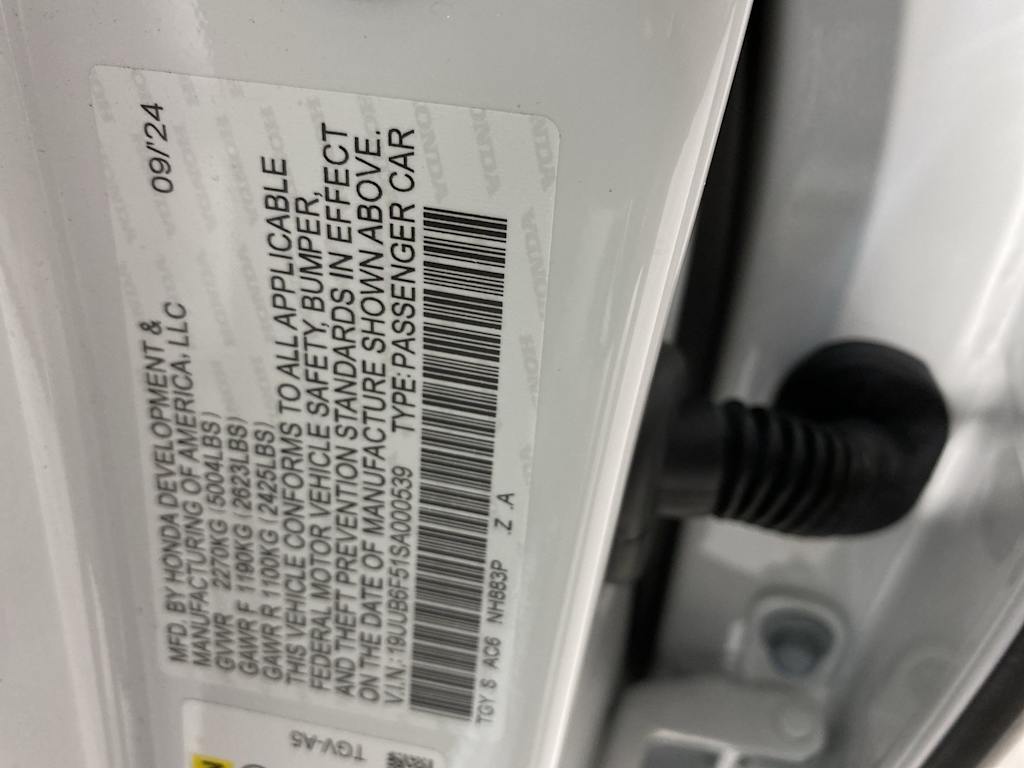 MFD. BY HONDA DEVELOPMENT & 09/'24
MANUFACTURING OF AMERICA, LLC
GVWR 2270KG (5004LBS)
GAWR F 1190KG (2623LBS)
GAWR R 1100KG (2425LBS)
THIS VEHICLE CONFORMS TO ALL APPLICABLE
FEDERAL MOTOR VEHICLE SAFETY, BUMPER,
AND THEFT PREVENTION STANDARDS IN EFFECT
ON THE DATE OF MANUFACTURE SHOWN ABOVE..
V.I.N.: 19UUB6F51SA000539 TYPE: PASSENGER CAR
TGY S AC6 NH883P .Z .A
TGV-A5